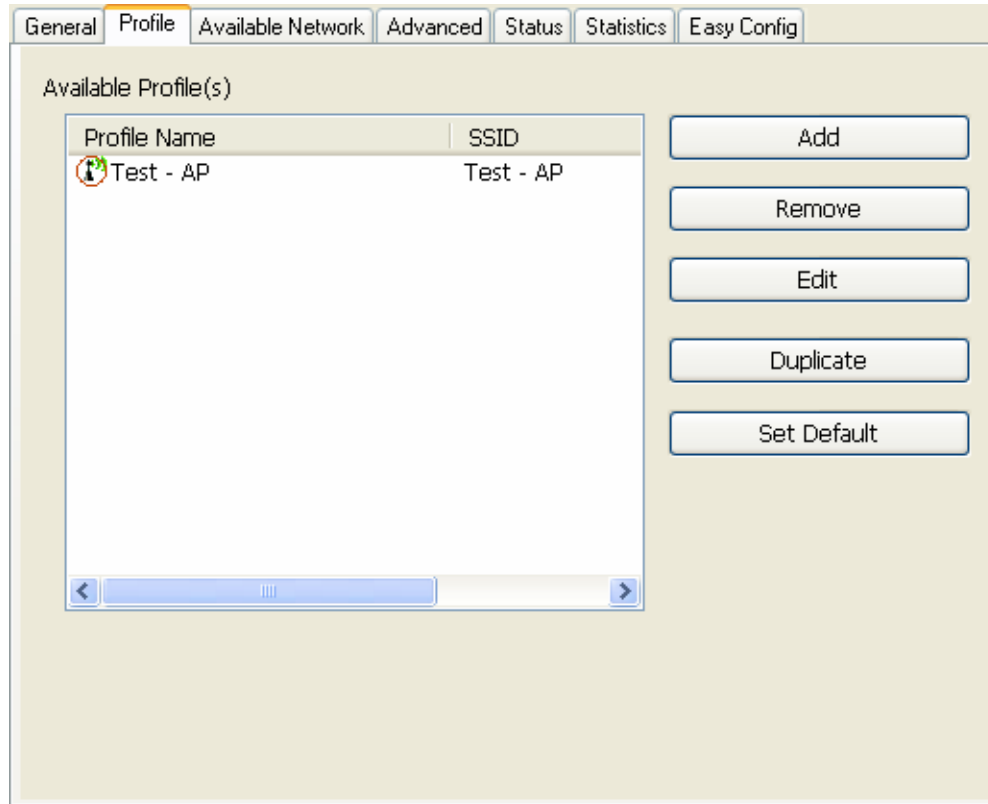 General Profile Available Network Advanced Status Statistics Easy Config
Available Profile(s)
Profile Name SSID
Test - AP Test - AP
Add
Remove
Edit
Duplicate
Set Default